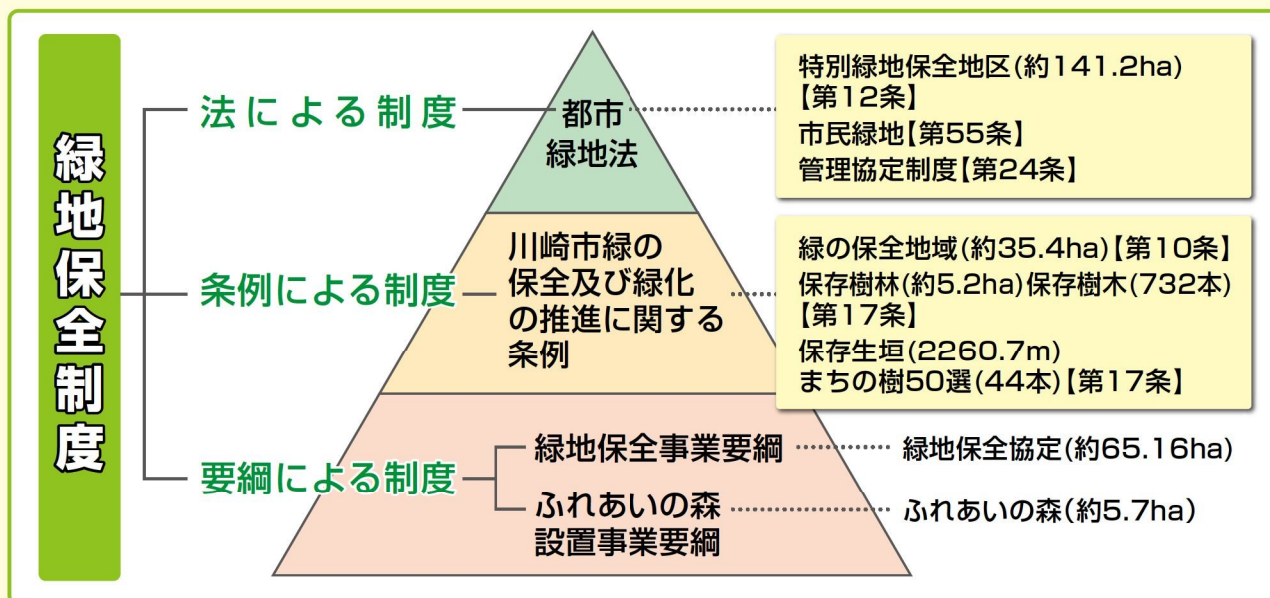 緑地保全制度
法による制度
都市
緑地法
特別緑地保全地区(約141.2ha)
【第12条】
市民緑地【第55条】
管理協定制度【第24条】
条例による制度
川崎市緑の
保全及び緑化
の推進に関する
条例
緑の保全地域(約35.4ha)【第10条】
保存樹林(約5.2ha)保存樹木(732本)
【第17条】
保存生垣(2260.7m)
まちの樹50選(44本)【第17条】
要綱による制度
緑地保全事業要綱
緑地保全協定(約65.16ha)
ふれあいの森
設置事業要綱
ふれあいの森(約5.7ha)